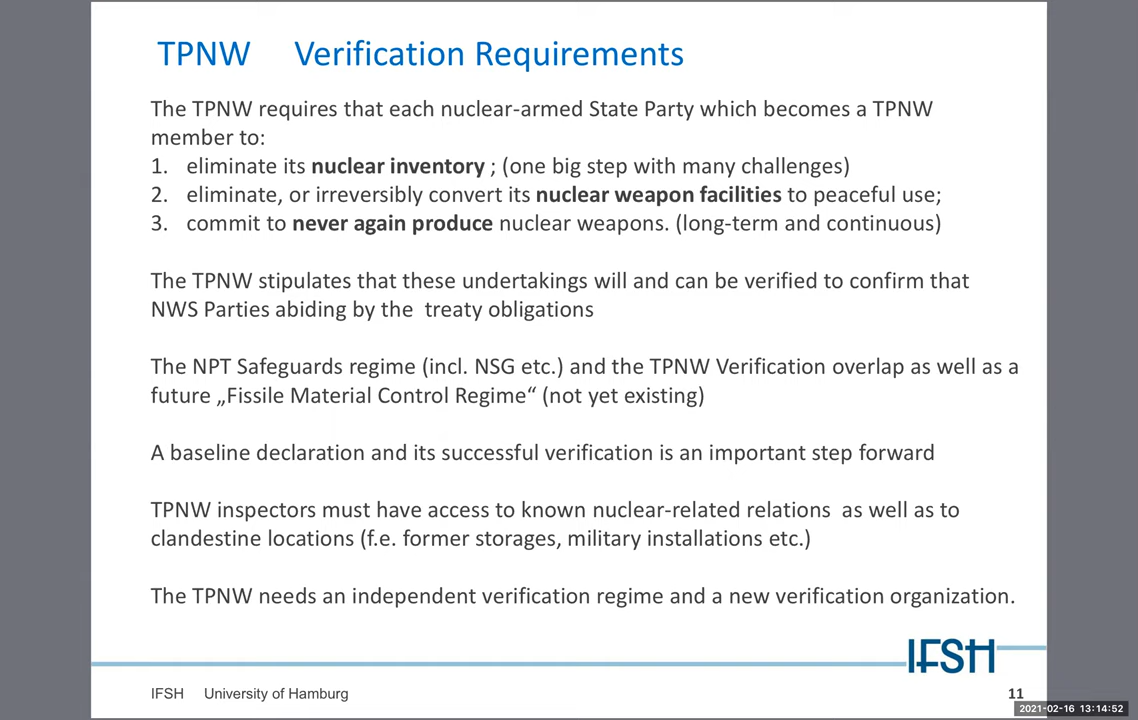 TPNW Verification Requirements
The TPNW requires that each nuclear-armed State Party which becomes a TPNW
member to:
1. eliminate its nuclear inventory ; (one big step with many challenges)
2. eliminate, or irreversibly convert its nuclear weapon facilities to peaceful use;
3. commit to never again produce nuclear weapons. (long-term and continuous)
The TPNW stipulates that these undertakings will and can be verified to confirm that
NWS Parties abiding by the treaty obligations
The NPT Safeguards regime (incl. NSG etc.) and the TPNW Verification overlap as well as a
future „Fissile Material Control Regime“ (not yet existing)
A baseline declaration and its successful verification is an important step forward
TPNW inspectors must have access to known nuclear-related relations as well as to
clandestine locations (f.e. former storages, military installations etc.)
The TPNW needs an independent verification regime and a new verification organization.
IFSH
IFSH University of Hamburg
11
2021-02-16 13:14:52